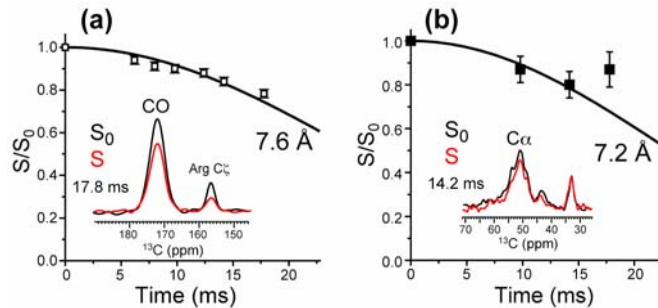 (a)
1.0
0.8
0.6
0.4
0.2
0.0
S/S₀
CO
Arg Cζ
S₀
S
17.8 ms
7.6 Å
180 170 160 150
¹³C (ppm)
0 5 10 15 20
Time (ms)
(b)
1.0
0.8
0.6
0.4
0.2
0.0
S/S₀
Cα
S₀
S
14.2 ms
7.2 Å
70 60 50 40 30
¹³C (ppm)
0 5 10 15 20
Time (ms)